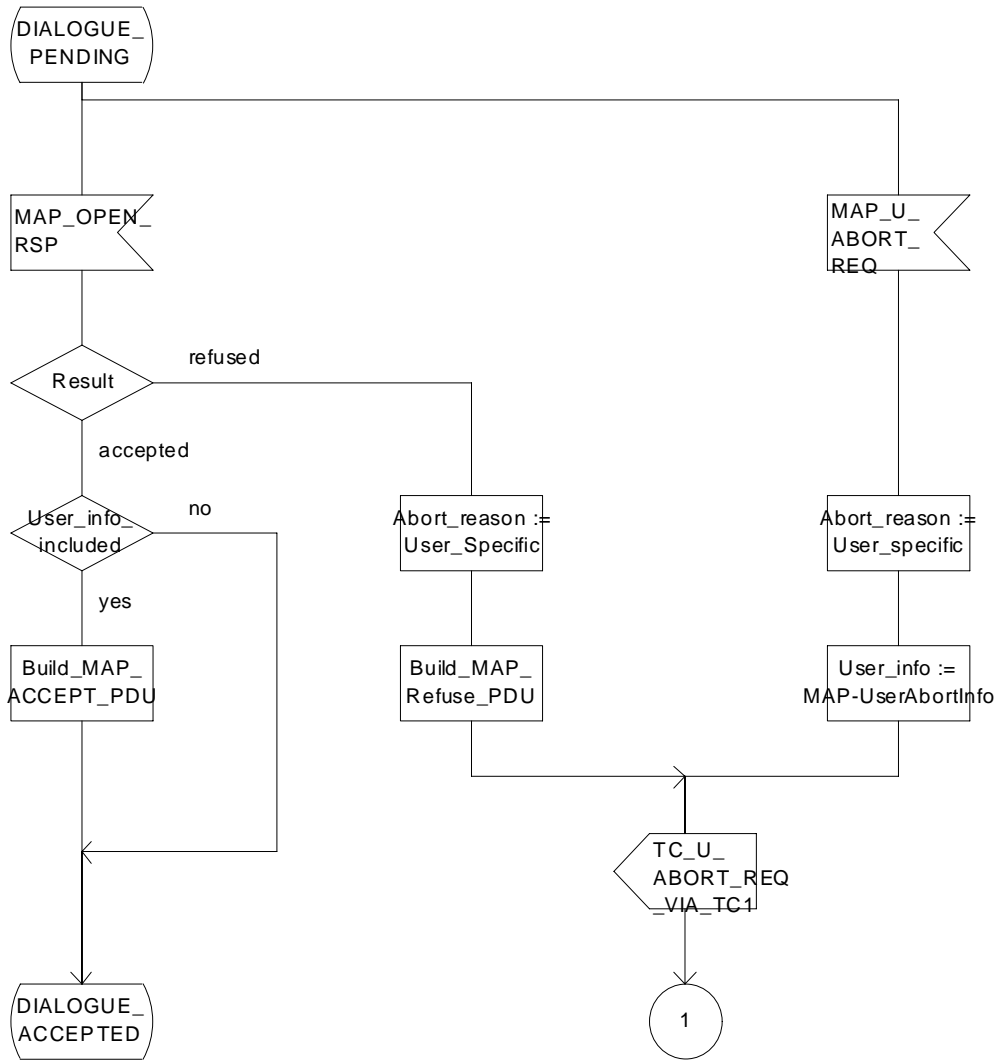 DIALOGUE_
PENDING
MAP_OPEN_
RSP
MAP_U_
ABORT_
REQ
refused
Result
accepted
User_info_
included
no
Abort_reason :=
User_Specific
Abort_reason :=
User_specific
yes
Build_MAP_
ACCEPT_PDU
Build_MAP_
Refuse_PDU
User_info :=
MAP-UserAbortInfo
TC_U_
ABORT_REQ
_VIA_TC1
DIALOGUE_
ACCEPTED
1